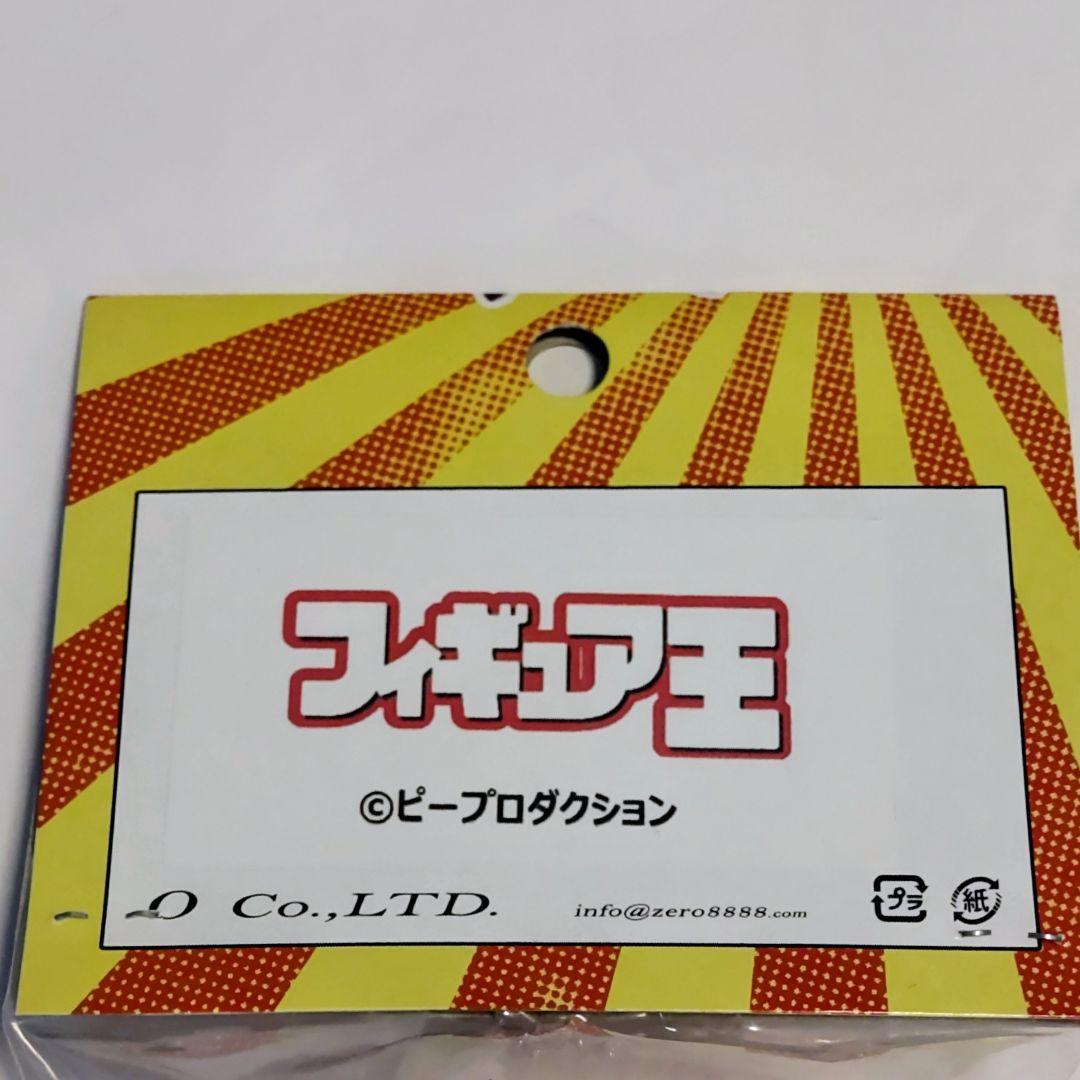 フィギュア王
©ピープロダクション
O Co.,LTD.
info@zero8888.com
プラ
紙